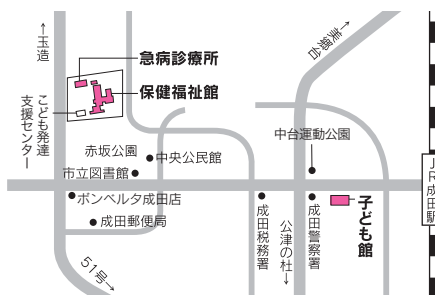 ←玉造
急病診療所
保健福祉館
こども発達
支援センター
赤坂公園
中央公民館
市立図書館
ボンベルタ成田店
成田郵便局
51号→
←美郷台
中台運動公園
成田税務署
公津の杜→
成田警察署
子ども館
JR成田駅